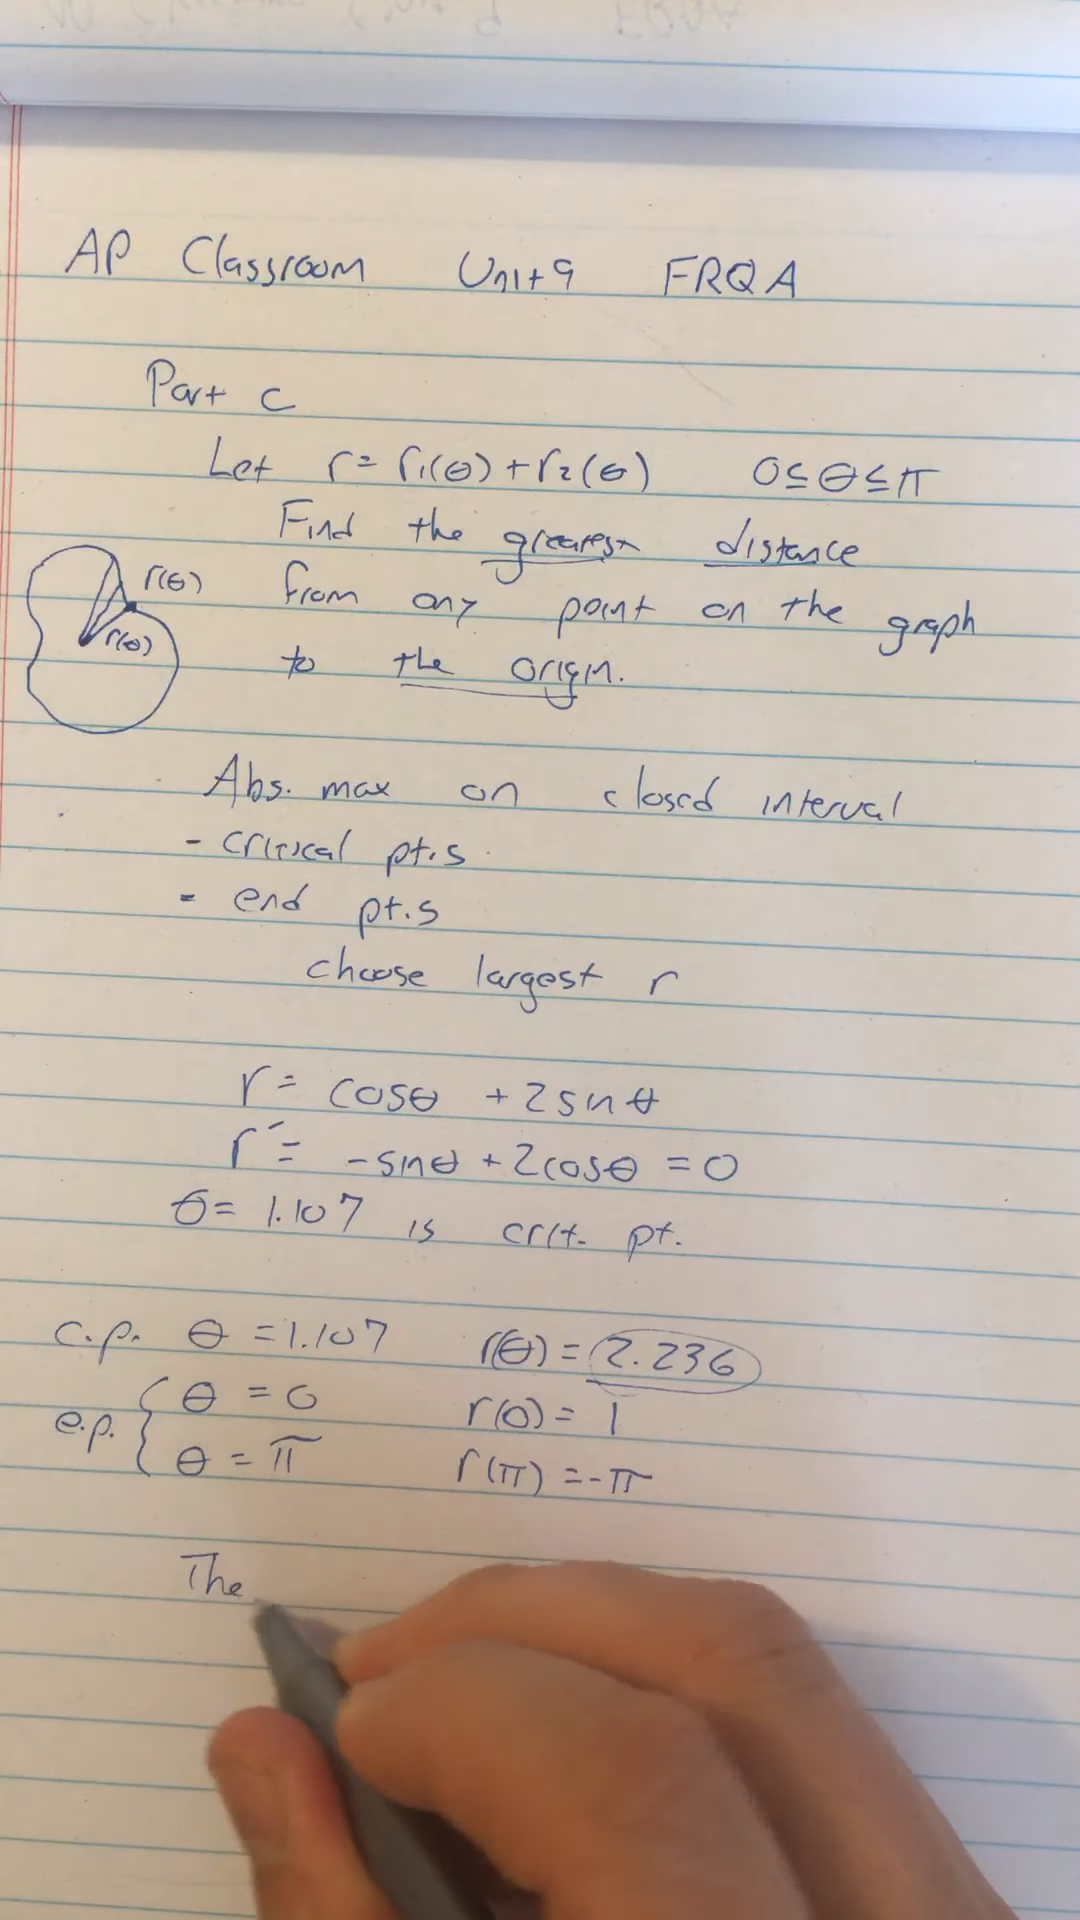 AP Classroom Unit 9 FRQ A
Part C
Let r = r₁(θ) + r₂(θ) 0 ≤ θ ≤ π
Find the greatest distance
from any point on the graph
to the origin.
r(θ)
r(θ)
Abs. max on closed interval
- critical pt.s
- end pt.s
choose largest r
r = cosθ + 2sinθ
r' = -sinθ + 2cosθ = 0
θ = 1.107 is crit. pt.
c.p. θ = 1.107 r(θ) = 2.236
e.p. { θ = 0 r(0) = 1
θ = π r(π) = -π
The